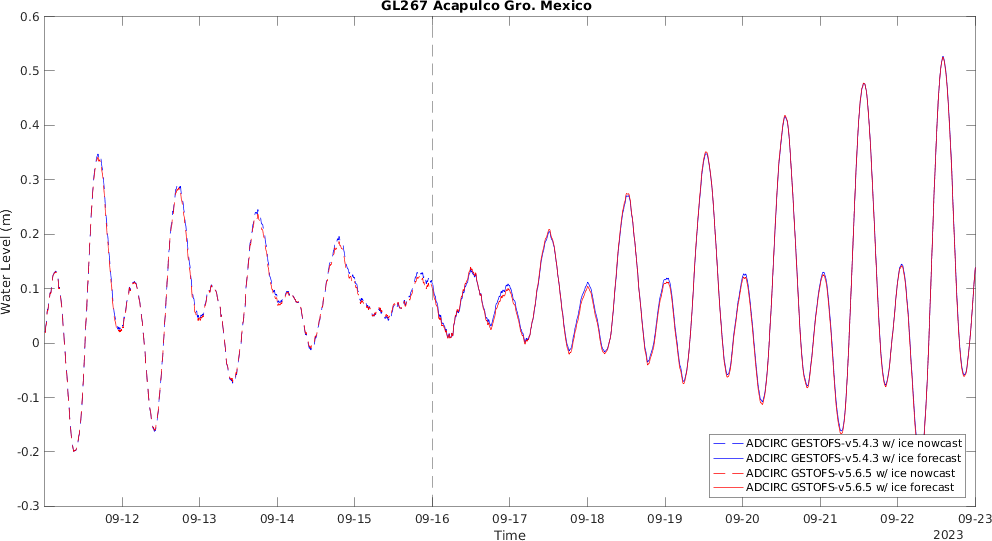 GL267 Acapulco Gro. Mexico
0.6
0.5
0.4
0.3
0.2
0.1
0
-0.1
-0.2
-0.3
Water Level (m)
ADCIRC GESTOFS-v5.4.3 w/ ice nowcast
ADCIRC GESTOFS-v5.4.3 w/ ice forecast
ADCIRC GSTOFS-v5.6.5 w/ ice nowcast
ADCIRC GSTOFS-v5.6.5 w/ ice forecast
09-12 09-13 09-14 09-15 09-16 09-17 09-18 09-19 09-20 09-21 09-22 09-23
Time
2023